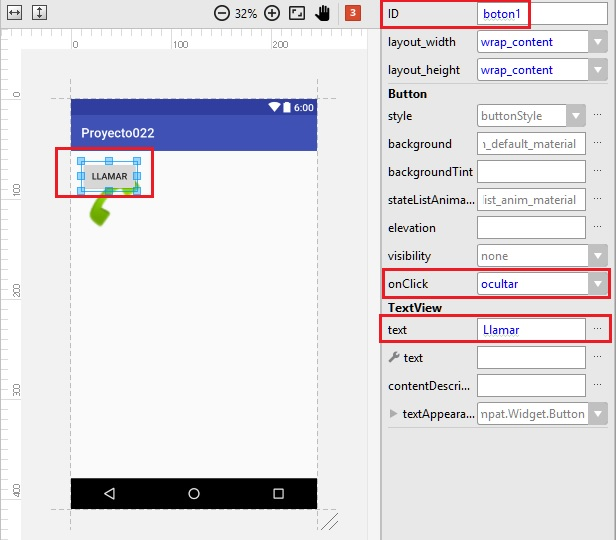 32%
3
0
100
200
0
100
200
300
400
6:00
Proyecto022
LLAMAR
ID boton1
layout_width wrap_content
layout_height wrap_content
Button
style buttonStyle
background _default_material
backgroundTint
stateListAnima... list_anim_material
elevation
visibility none
onClick ocultar
TextView
text Llamar
text
contentDescri...
textAppeara... npat.Widget.Button